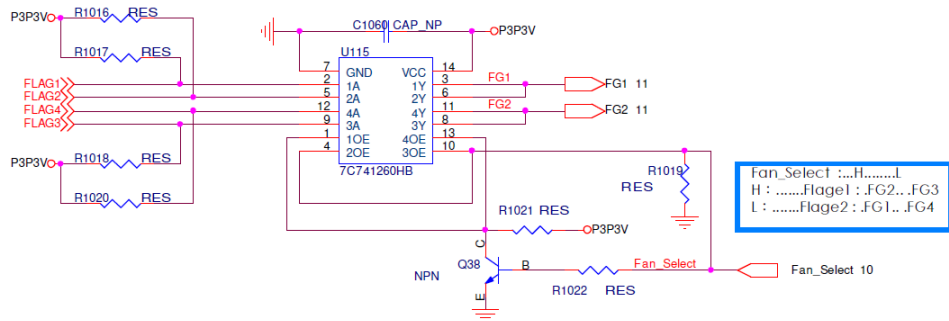 P3P3V
R1016
RES
R1017
RES
C1060 CAP_NP
P3P3V
U115
7 GND VCC 14
FLAG1 2 1A 1Y 3 FG1 FG1 11
FLAG2 5 2A 2Y 6
FLAG4 12 4A 4Y 11 FG2 FG2 11
FLAG3 9 3A 3Y 8
1 1OE 4OE 13
4 2OE 3OE 10
7C741260HB
P3P3V
R1018
RES
R1020
RES
R1019
RES
Fan_Select :...H........L
H : ......Flage1 : .FG2.. .FG3
L : ......Flage2 : .FG1.. .FG4
R1021 RES
P3P3V
C
Q38
B
NPN
E
Fan_Select
R1022 RES
Fan_Select 10